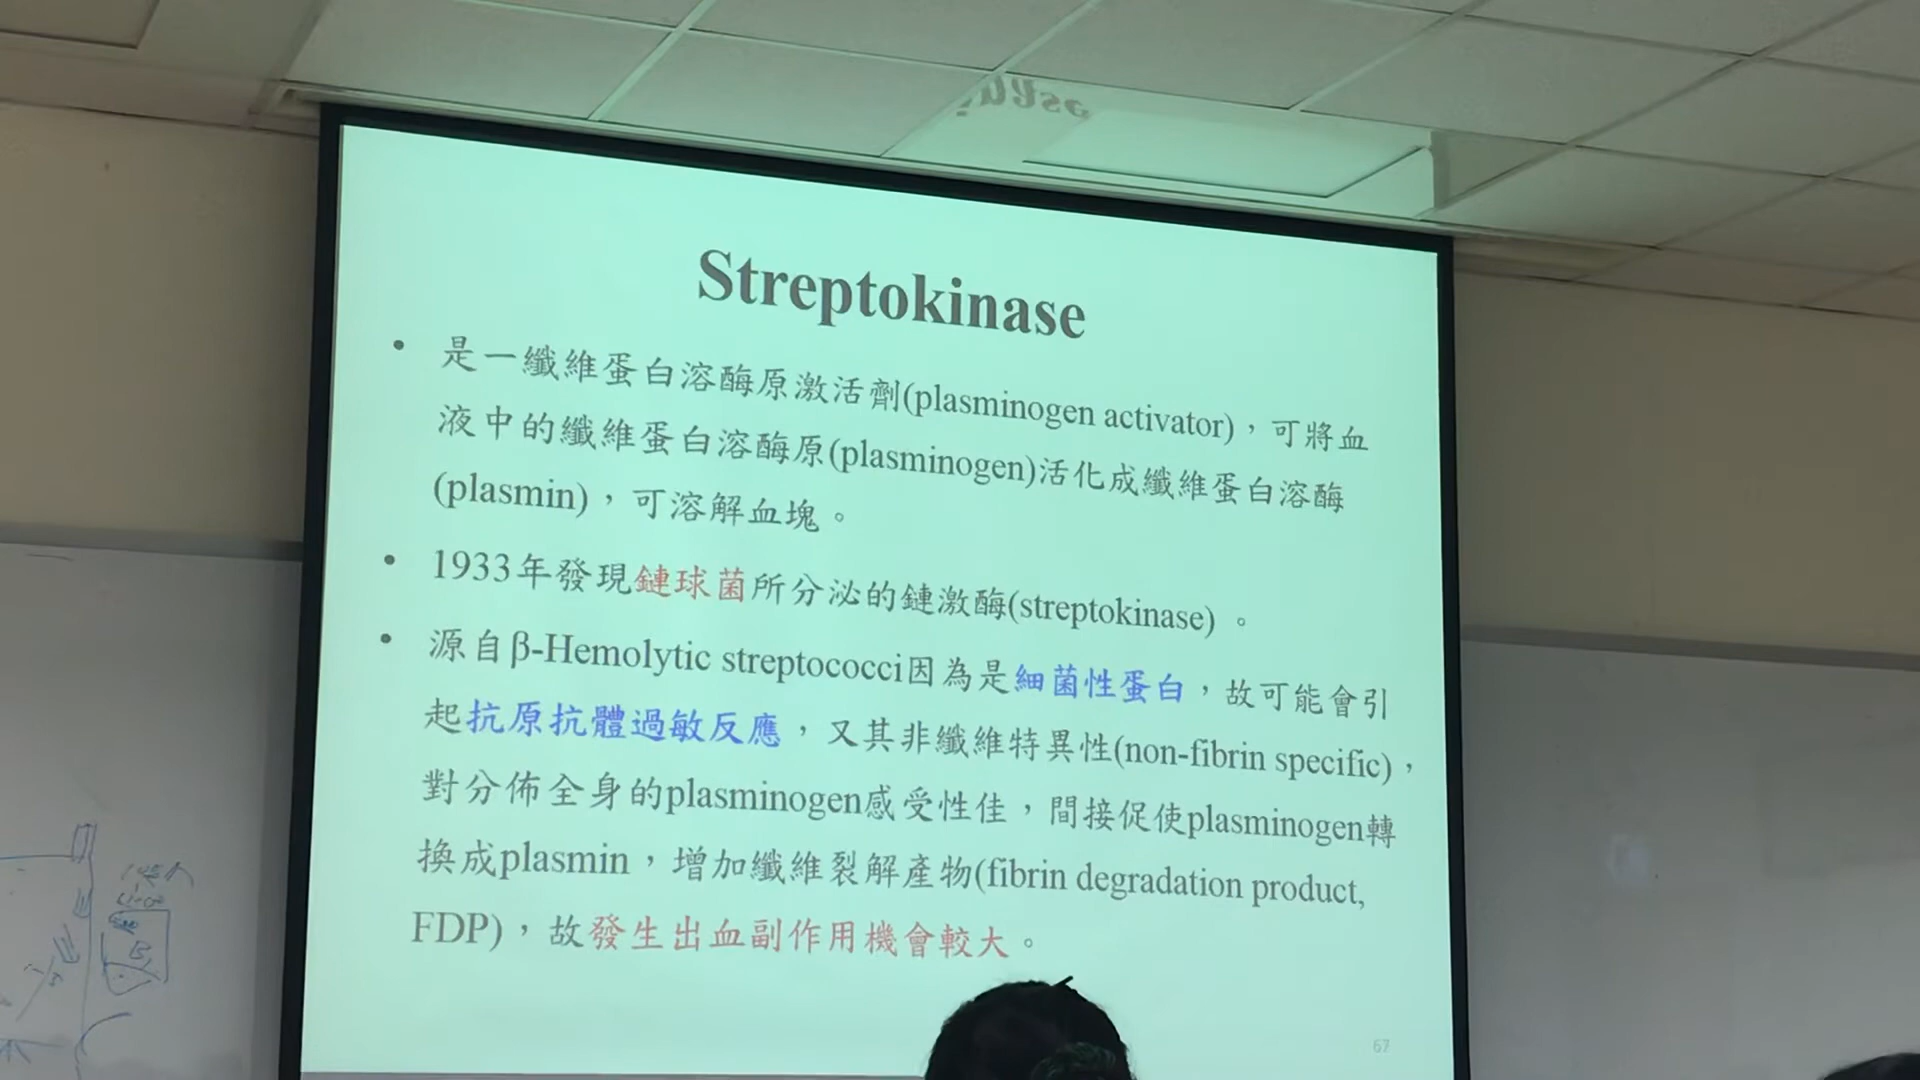 Streptokinase
• 是一纖維蛋白溶酶原激活劑(plasminogen activator)，可將血
液中的纖維蛋白溶酶原(plasminogen)活化成纖維蛋白溶酶
(plasmin)，可溶解血塊。
• 1933年發現鏈球菌所分泌的鏈激酶(streptokinase) 。
• 源自β-Hemolytic streptococci因為是細菌性蛋白，故可能會引
起抗原抗體過敏反應，又其非纖維特異性(non-fibrin specific)，
對分佈全身的plasminogen感受性佳，間接促使plasminogen轉
換成plasmin，增加纖維裂解產物(fibrin degradation product,
FDP)，故發生出血副作用機會較大。
67